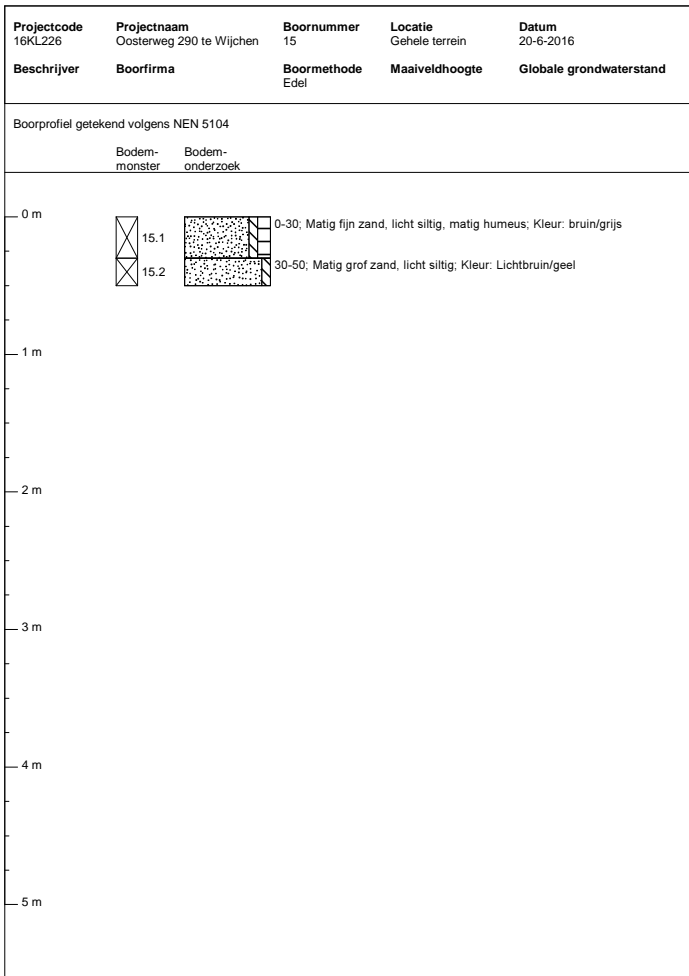 Projectcode Projectnaam Boornummer Locatie Datum
16KL226 Oosterweg 290 te Wijchen 15 Gehele terrein 20-6-2016
Beschrijver Boorfirma Boormethode Maaiveldhoogte Globale grondwaterstand
Edel
Boorprofiel getekend volgens NEN 5104
Bodem- Bodem-
monster onderzoek
0 m
0-30; Matig fijn zand, licht siltig, matig humeus; Kleur: bruin/grijs
15.1
30-50; Matig grof zand, licht siltig; Kleur: Lichtbruin/geel
15.2
1 m
2 m
3 m
4 m
5 m